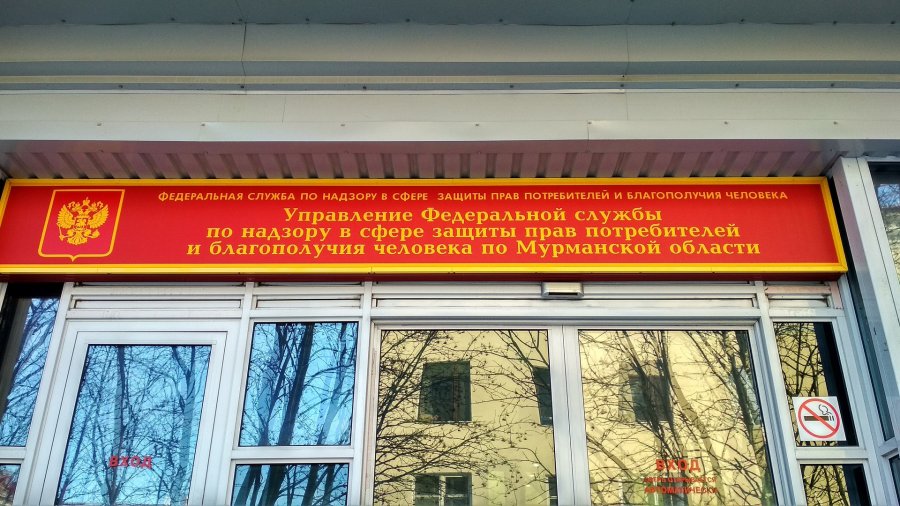 ФЕДЕРАЛЬНАЯ СЛУЖБА ПО НАДЗОРУ В СФЕРЕ ЗАЩИТЫ ПРАВ ПОТРЕБИТЕЛЕЙ И БЛАГОПОЛУЧИЯ ЧЕЛОВЕКА
Управление Федеральной службы
по надзору в сфере защиты прав потребителей
и благополучия человека по Мурманской области
ВХОД
ВХОД
АВТОМАТИЧЕСКИ